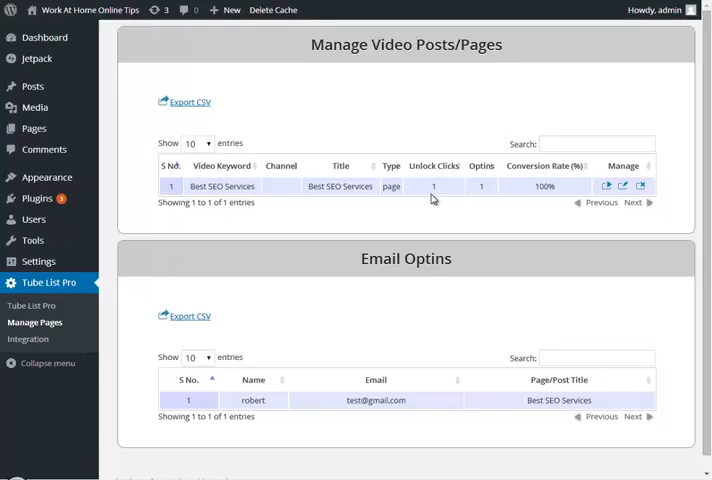 Work At Home Online Tips 3 0 New Delete Cache Howdy, admin
Dashboard
Jetpack
Posts
Media
Pages
Comments
Appearance
Plugins 3
Users
Tools
Settings
Tube List Pro
Tube List Pro
Manage Pages
Integration
Collapse menu
Manage Video Posts/Pages
Export CSV
Show 10 entries Search:
S No. Video Keyword Channel Title Type Unlock Clicks Optins Conversion Rate (%) Manage
1 Best SEO Services Best SEO Services page 1 1 100%
Showing 1 to 1 of 1 entries Previous Next
Email Optins
Export CSV
Show 10 entries Search:
S No. Name Email Page/Post Title
1 robert test@gmail.com Best SEO Services
Showing 1 to 1 of 1 entries Previous Next